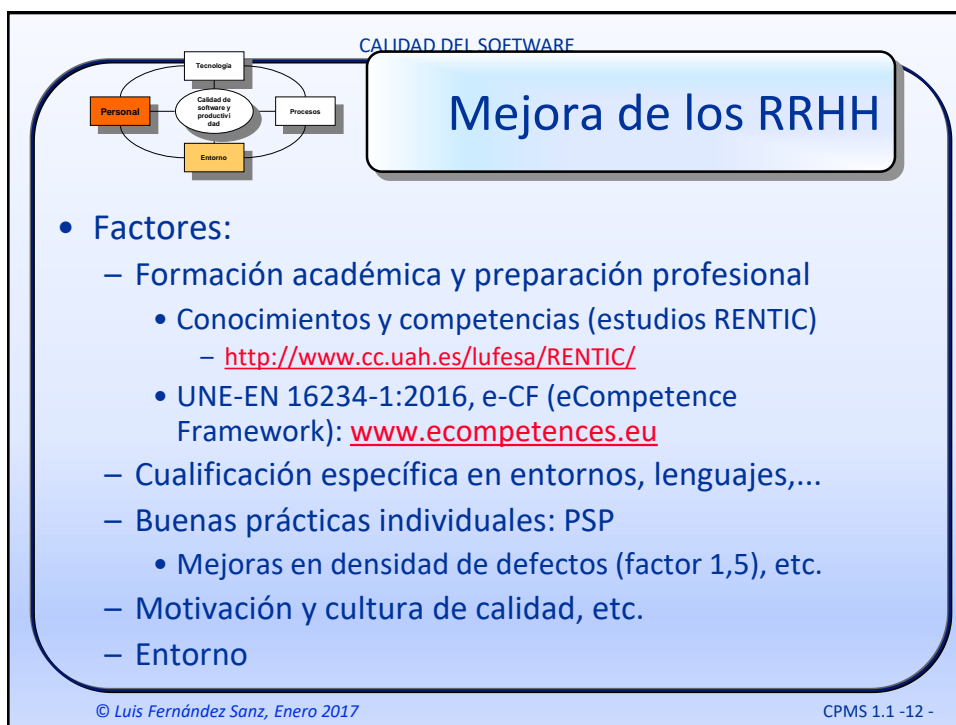 CALIDAD DEL SOFTWARE
Tecnología
Personal
Calidad de
software y
productivi
dad
Procesos
Entorno
Mejora de los RRHH
• Factores:
– Formación académica y preparación profesional
• Conocimientos y competencias (estudios RENTIC)
– http://www.cc.uah.es/lufesa/RENTIC/
• UNE-EN 16234-1:2016, e-CF (eCompetence
Framework): www.ecompetences.eu
– Cualificación específica en entornos, lenguajes,...
– Buenas prácticas individuales: PSP
• Mejoras en densidad de defectos (factor 1,5), etc.
– Motivación y cultura de calidad, etc.
– Entorno
© Luis Fernández Sanz, Enero 2017
CPMS 1.1 -12 -